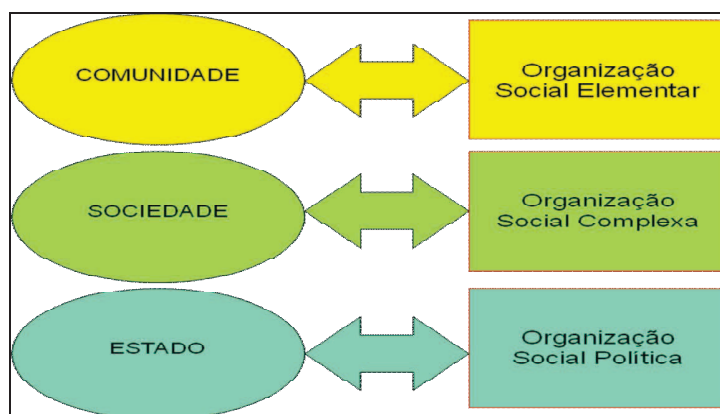 COMUNIDADE
Organização
Social Elementar
SOCIEDADE
Organização
Social Complexa
ESTADO
Organização
Social Política